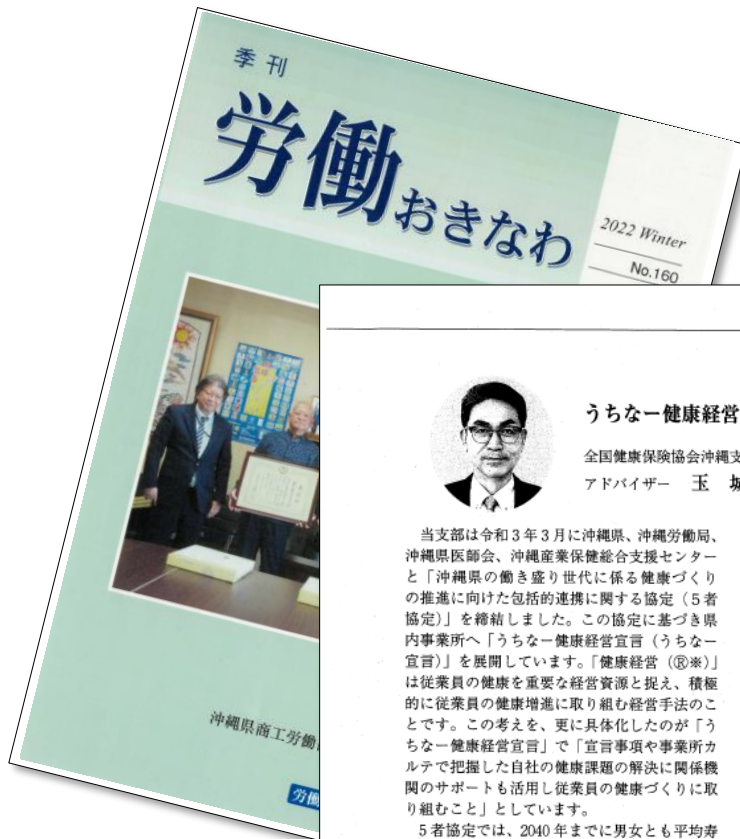 季刊
労働おきなわ
2022 Winter
No.160
沖縄県商工労働
労働
うちなー健康経営
全国健康保険協会沖縄支
アドバイザー 玉 城
当支部は令和3年3月に沖縄県、沖縄労働局、
沖縄県医師会、沖縄産業保健総合支援センター
と「沖縄県の働き盛り世代に係る健康づくり
の推進に向けた包括的連携に関する協定（5者
協定）」を締結しました。この協定に基づき県
内事業所へ「うちなー健康経営宣言（うちなー
宣言）」を展開しています。「健康経営（Ⓡ※）」
は従業員の健康を重要な経営資源と捉え、積極
的に従業員の健康増進に取り組む経営手法のこ
とです。この考えを、更に具体化したのが「う
ちなー健康経営宣言」で「宣言事項や事業所カ
ルテで把握した自社の健康課題の解決に関係機
関のサポートも活用し従業員の健康づくりに取
り組むこと」としています。
5者協定では、2040年までに男女とも平均寿